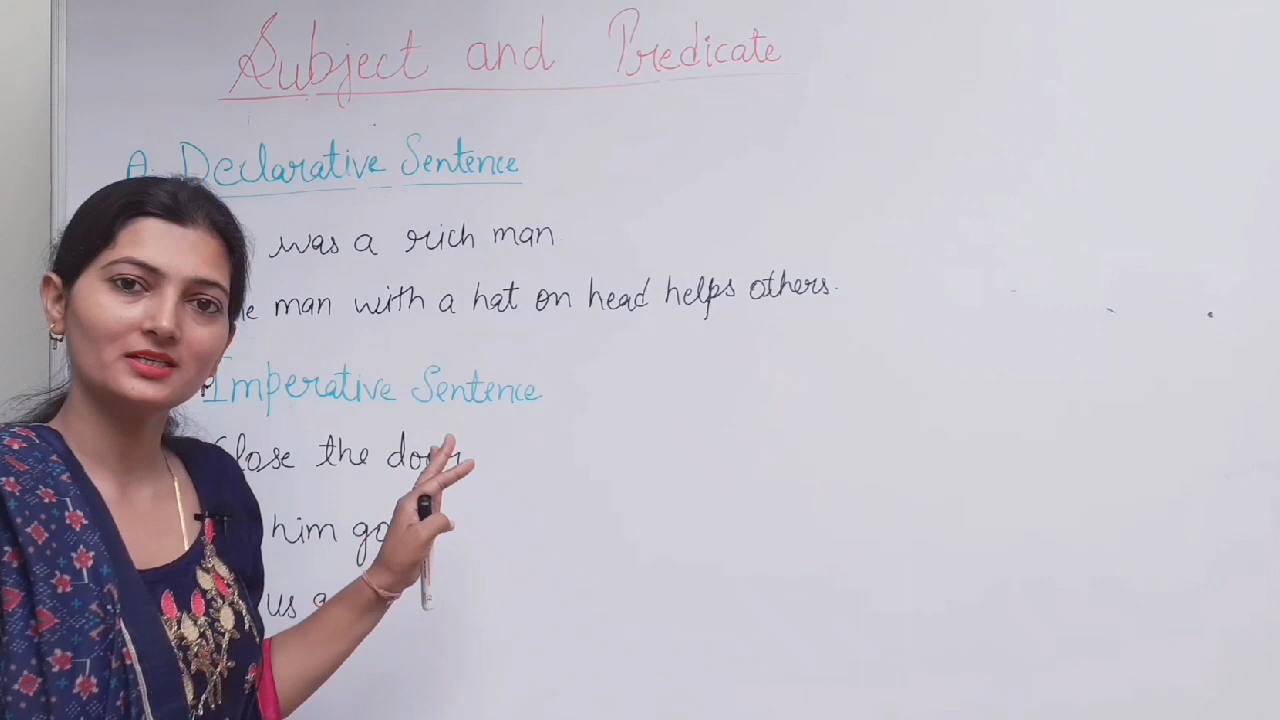 Subject and Predicate
A Declarative Sentence
was a rich man
man with a hat on head helps others.
Imperative Sentence
Close the door
him go
us